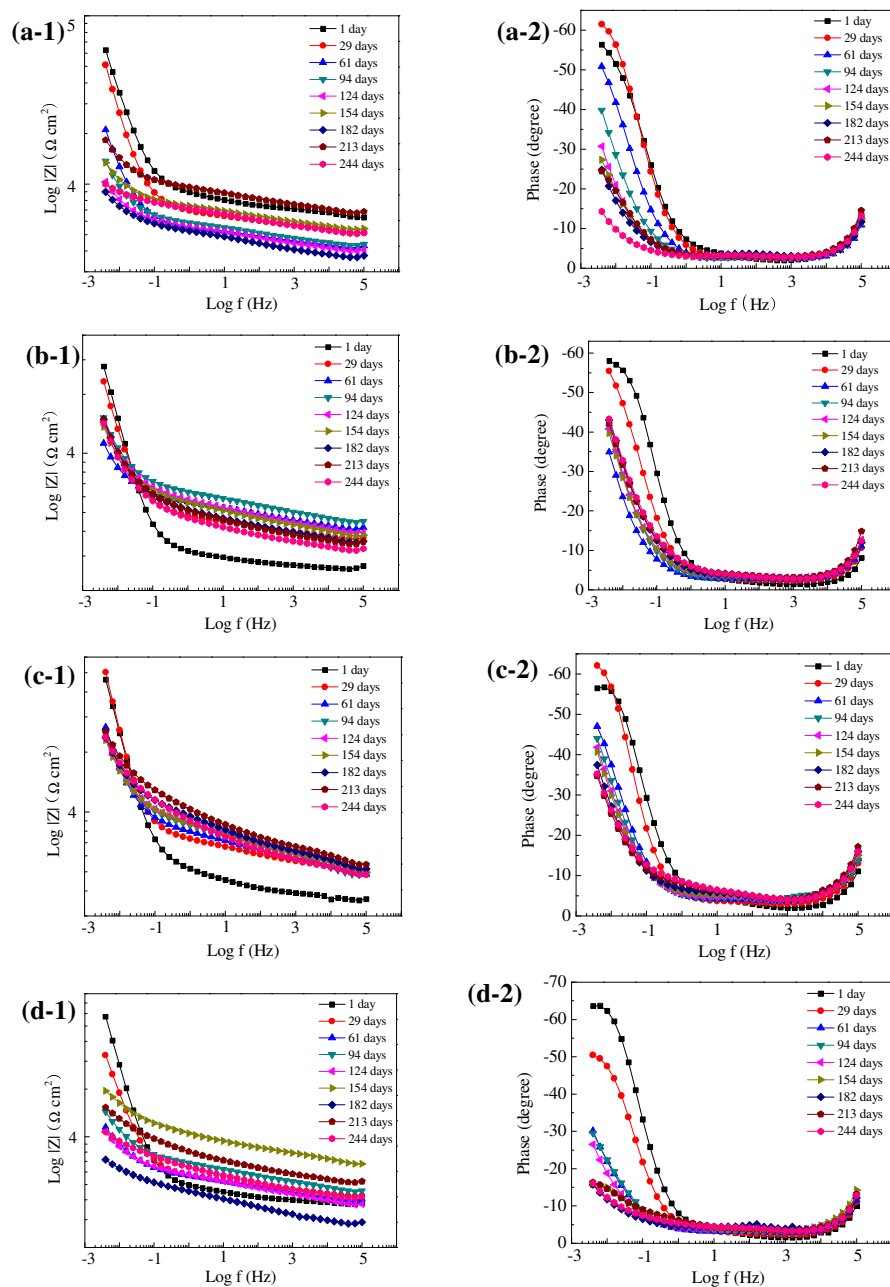 (a-1)
5
4
Log |Z| ( Ω cm²)
1 day
29 days
61 days
94 days
124 days
154 days
182 days
213 days
244 days
-3 -1 1 3 5
Log f (Hz)
(a-2)
-60
-50
-40
-30
-20
-10
0
Phase (degree)
1 day
29 days
61 days
94 days
124 days
154 days
182 days
213 days
244 days
-3 -1 1 3 5
Log f (Hz)
(b-1)
4
Log |Z| ( Ω cm²)
1 day
29 days
61 days
94 days
124 days
154 days
182 days
213 days
244 days
-3 -1 1 3 5
Log f (Hz)
(b-2)
-60
-50
-40
-30
-20
-10
0
Phase (degree)
1 day
29 days
61 days
94 days
124 days
154 days
182 days
213 days
244 days
-3 -1 1 3 5
Log f (Hz)
(c-1)
4
Log |Z| ( Ω cm²)
1 day
29 days
61 days
94 days
124 days
154 days
182 days
213 days
244 days
-3 -1 1 3 5
Log f (Hz)
(c-2)
-60
-50
-40
-30
-20
-10
0
Phase (degree)
1 day
29 days
61 days
94 days
124 days
154 days
182 days
213 days
244 days
-3 -1 1 3 5
Log f (Hz)
(d-1)
4
Log |Z| ( Ω cm²)
1 day
29 days
61 days
94 days
124 days
154 days
182 days
213 days
244 days
-3 -1 1 3 5
Log f (Hz)
(d-2)
-70
-60
-50
-40
-30
-20
-10
0
Phase (degree)
1 day
29 days
61 days
94 days
124 days
154 days
182 days
213 days
244 days
-3 -1 1 3 5
Log f (Hz)